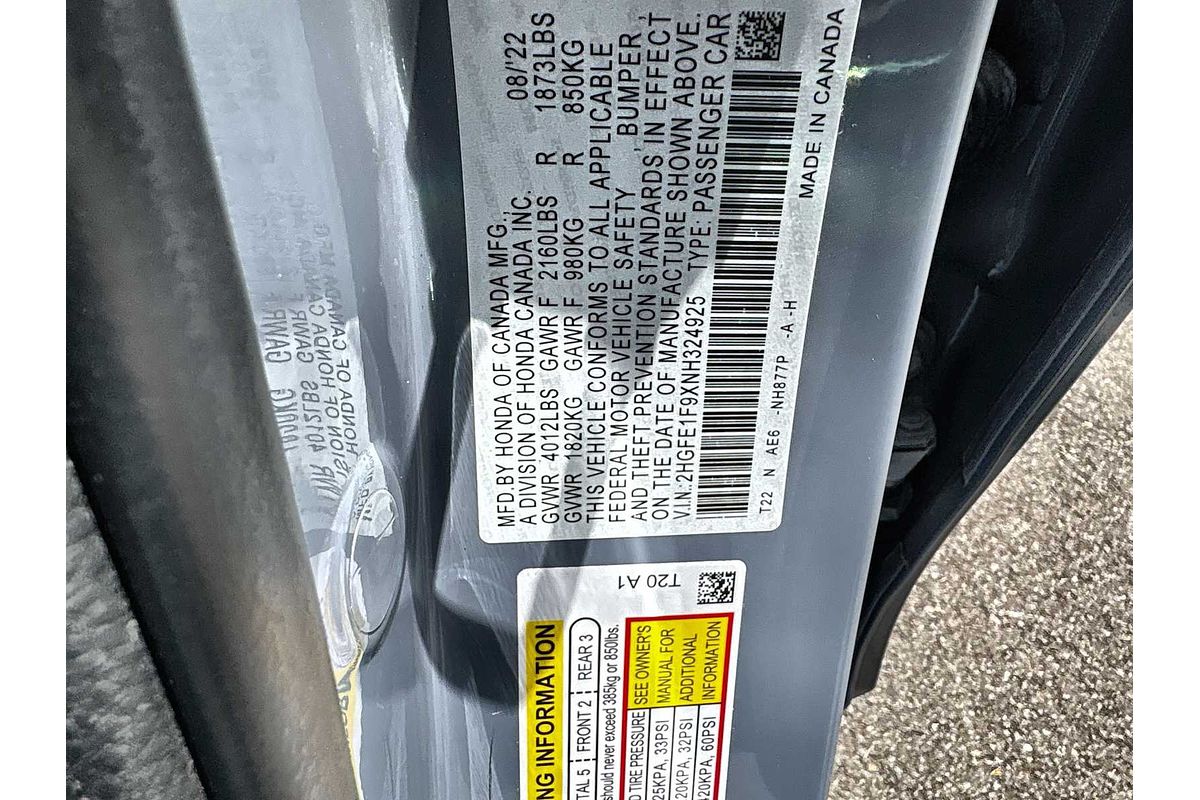 MFD.BY HONDA OF CANADA MFG., 08/'22
A DIVISION OF HONDA CANADA INC.
GVWR 4012LBS GAWR F 2160LBS R 1873LBS
GVWR 1820KG GAWR F 980KG R 850KG
THIS VEHICLE CONFORMS TO ALL APPLICABLE
FEDERAL MOTOR VEHICLE SAFETY, BUMPER,
AND THEFT PREVENTION STANDARDS IN EFFECT
ON THE DATE OF MANUFACTURE SHOWN ABOVE..
V.I.N.:2HGFE1F9XNH324925 TYPE: PASSENGER CAR
T22 N AE6 -NH877P -A -H
MADE IN CANADA
T20 A1
NG INFORMATION
TAL 5 FRONT 2 REAR 3
should never exceed 385kg or 850lbs.
D TIRE PRESSURE SEE OWNER'S
25KPA, 33PSI MANUAL FOR
20KPA, 32PSI ADDITIONAL
420KPA, 60PSI INFORMATION